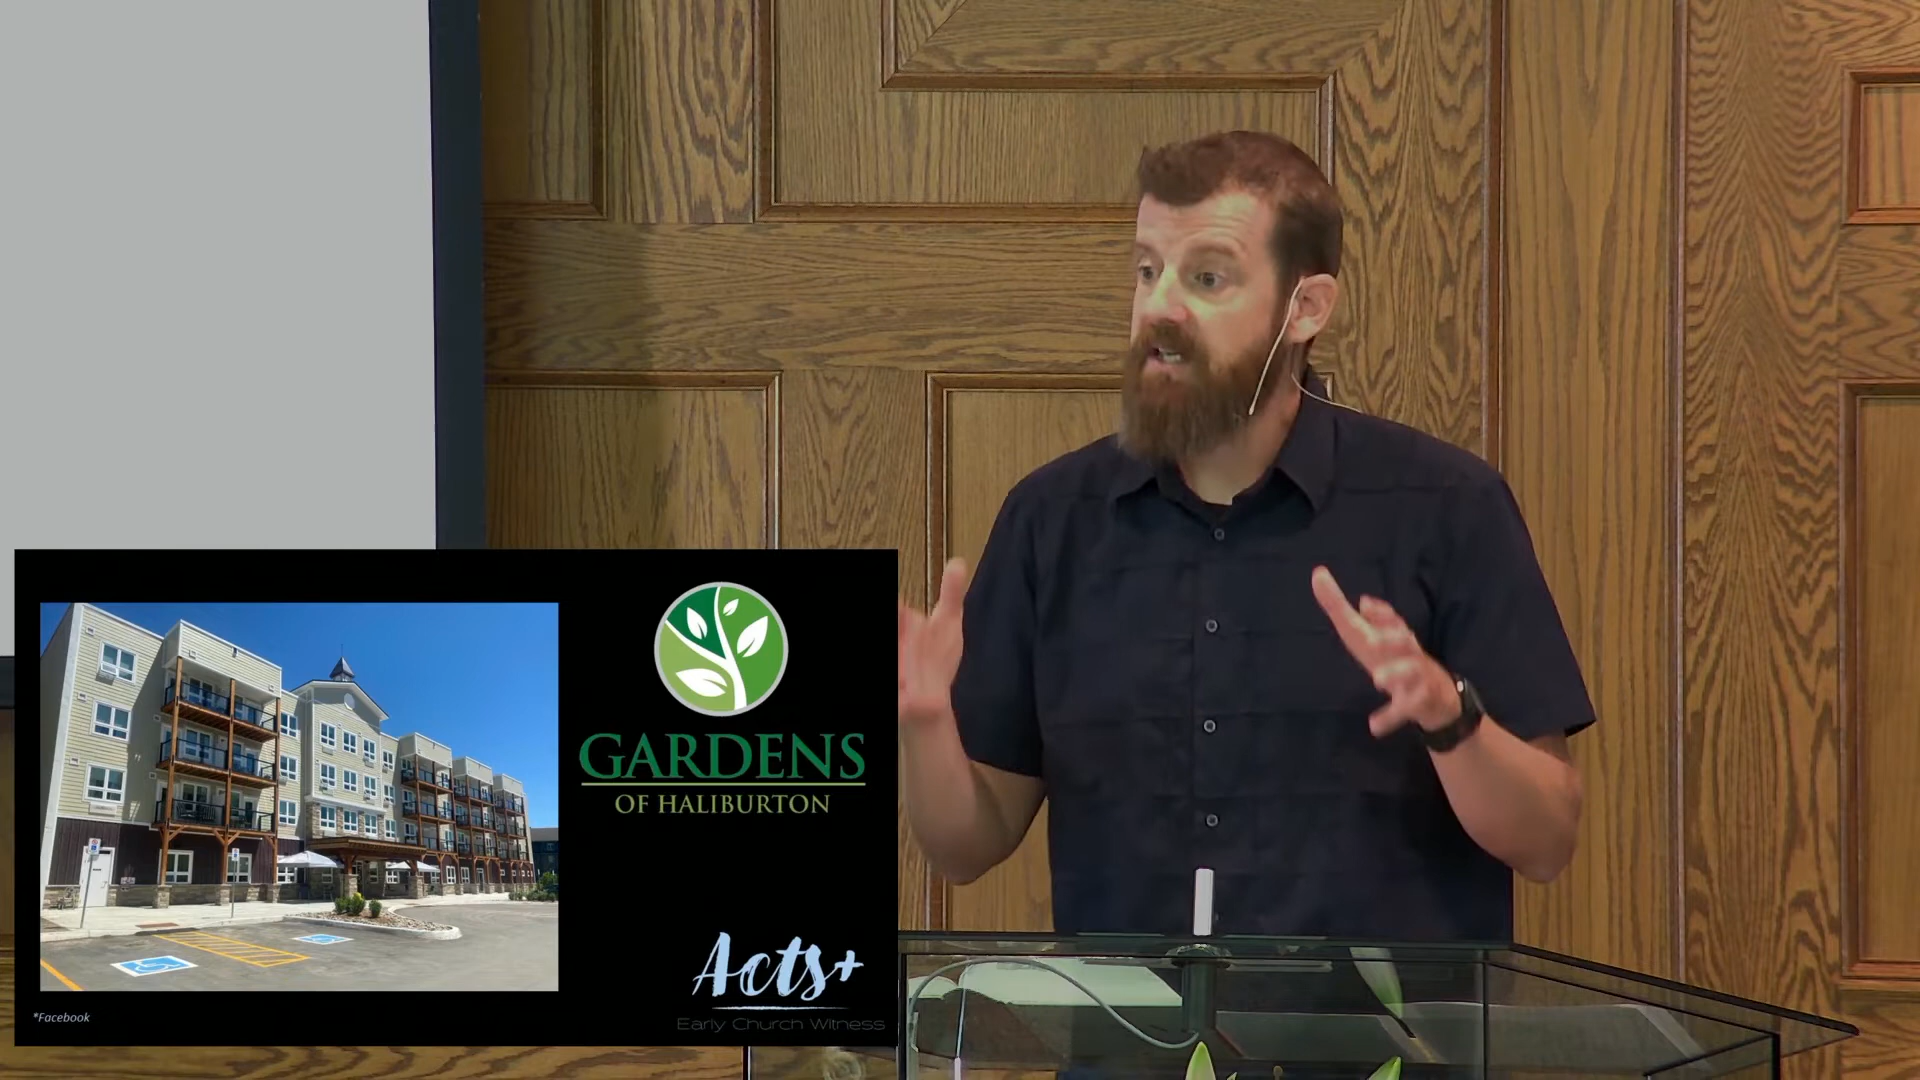 GARDENS
OF HALIBURTON
Acts+
Early Church Witness
*Facebook